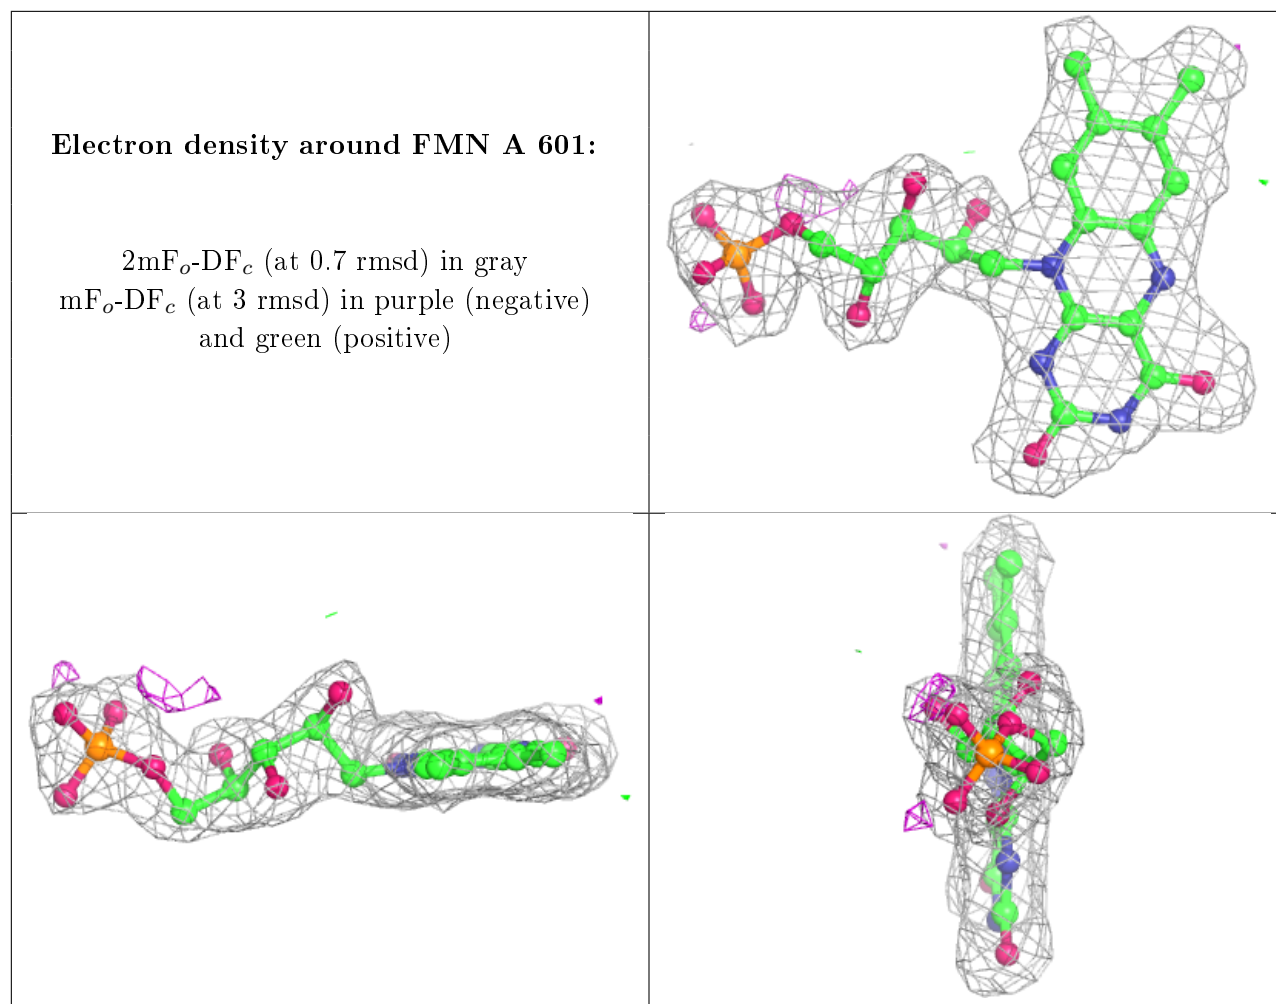 Electron density around FMN A 601:
2mFₒ-DF𝑐 (at 0.7 rmsd) in gray
mFₒ-DF𝑐 (at 3 rmsd) in purple (negative)
and green (positive)